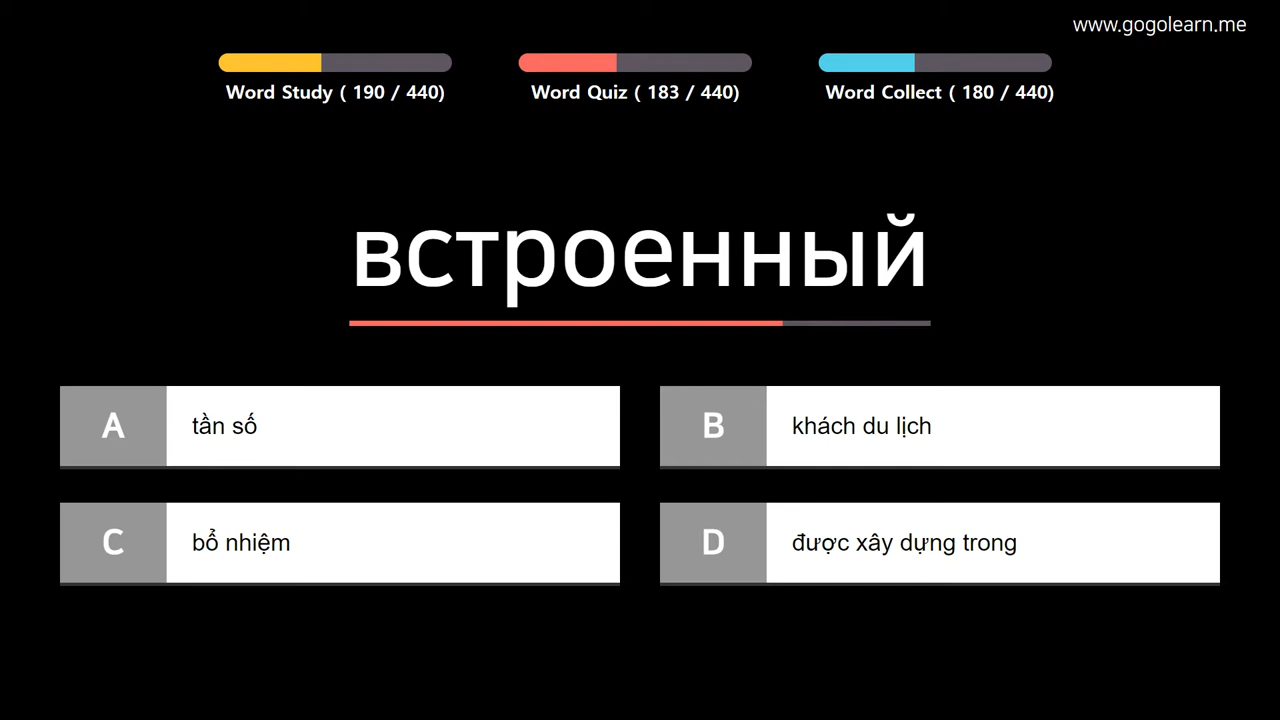 www.gogolearn.me
Word Study ( 190 / 440)
Word Quiz ( 183 / 440)
Word Collect ( 180 / 440)
встроенный
A tần số
B khách du lịch
C bổ nhiệm
D được xây dựng trong